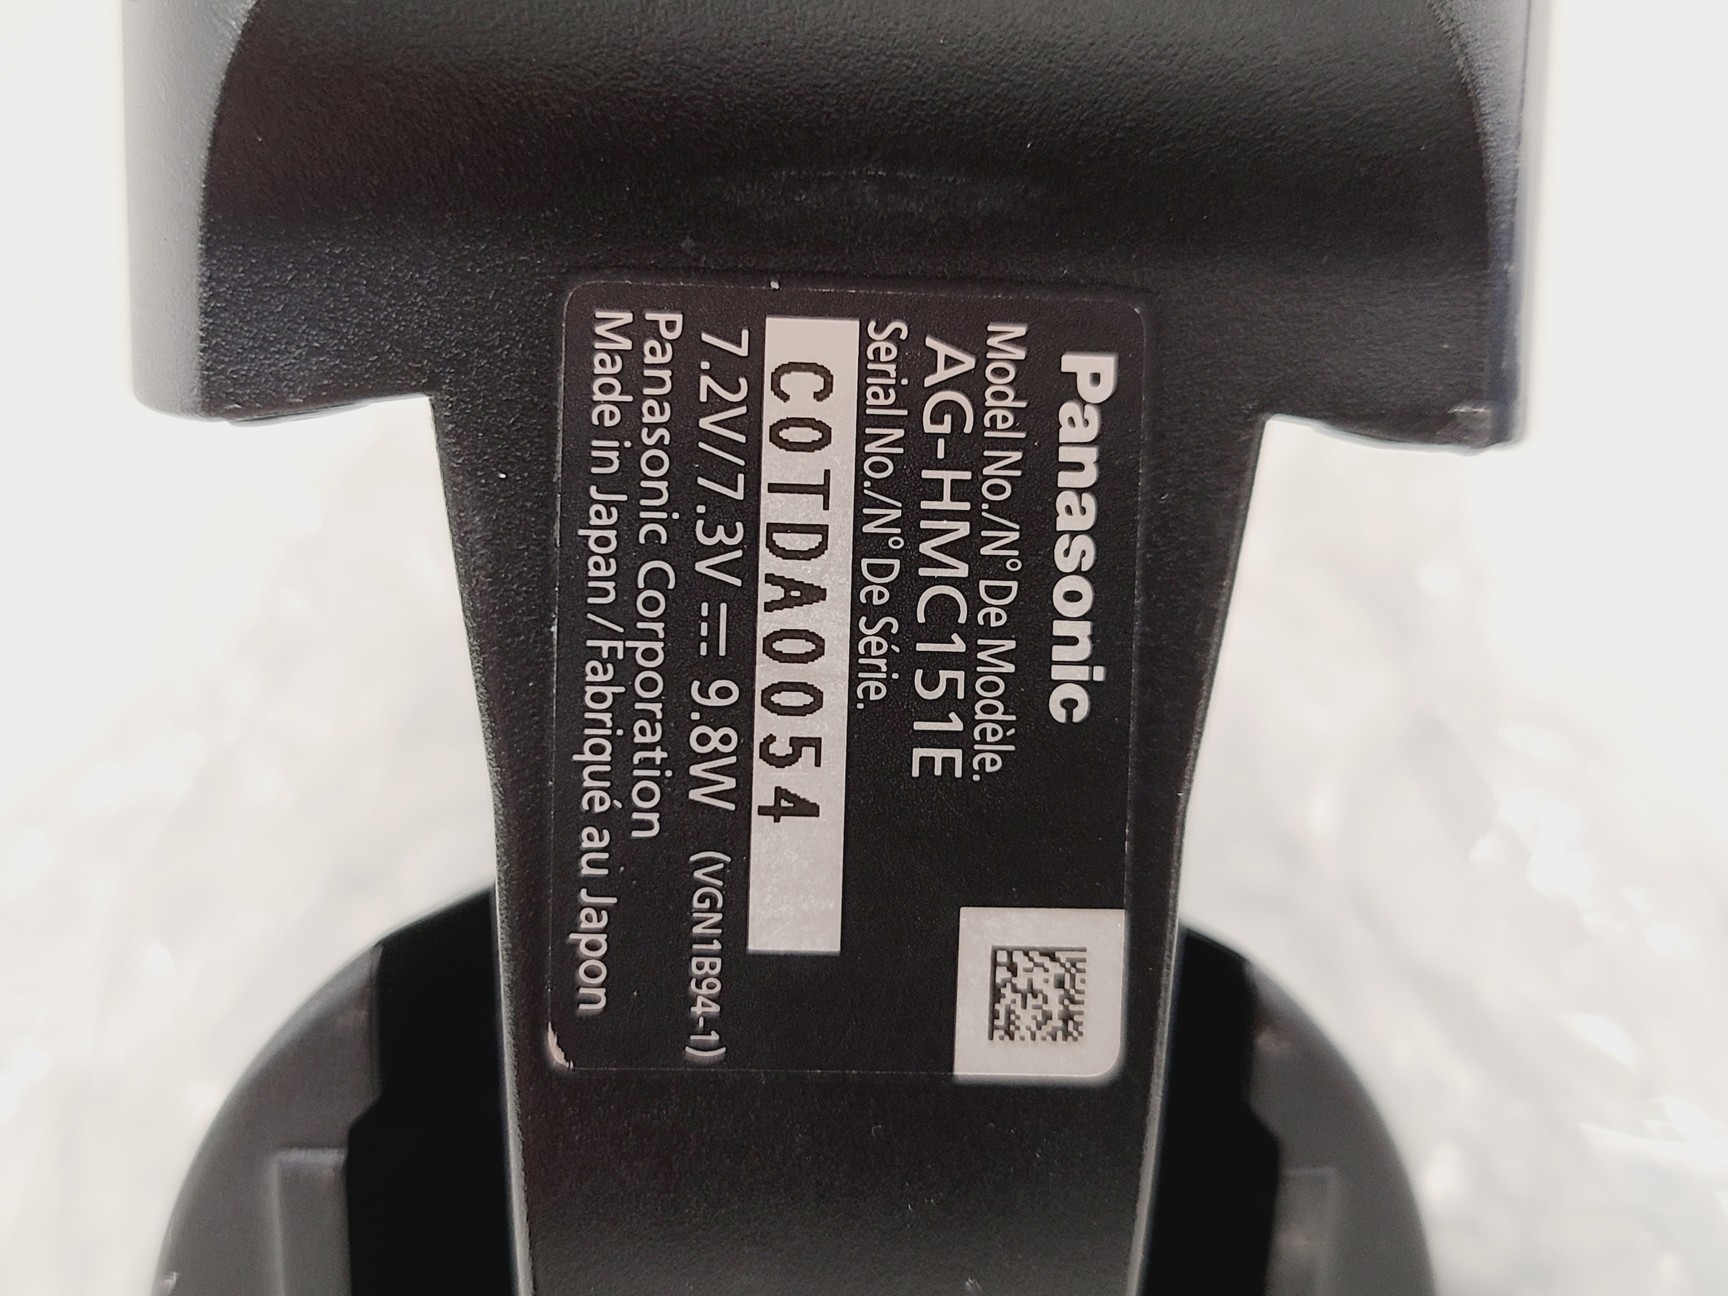 Panasonic
Model No./N° De Modèle.
AG-HMC151E
Serial No./N° De Série.
C0TDA0054
7.2V/7.3V ⎓ 9.8W (VGN1B94-1)
Panasonic Corporation
Made in Japan/Fabriqué au Japon